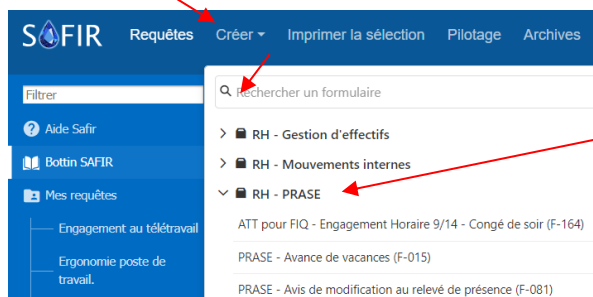 SAFIR Requêtes Créer Imprimer la sélection Pilotage Archives
Filtrer
Rechercher un formulaire
Aide Safir
RH - Gestion d'effectifs
Bottin SAFIR
RH - Mouvements internes
Mes requêtes
RH - PRASE
Engagement au télétravail
ATT pour FIQ - Engagement Horaire 9/14 - Congé de soir (F-164)
Ergonomie poste de
travail.
PRASE - Avance de vacances (F-015)
PRASE - Avis de modification au relevé de présence (F-081)